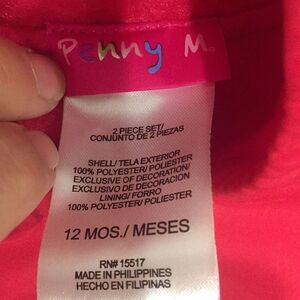 Penny M.
2 PIECE SET/
CONJUNTO DE 2 PIEZAS
SHELL/ TELA EXTERIOR
100% POLYESTER/ POLIESTER
EXCLUSIVE OF DECORATION/
EXCLUSIVO DE DECORACION
LINING/ FORRO
100% POLYESTER/ POLIESTER
12 MOS./ MESES
RN# 15517
MADE IN PHILIPPINES
HECHO EN FILIPINAS